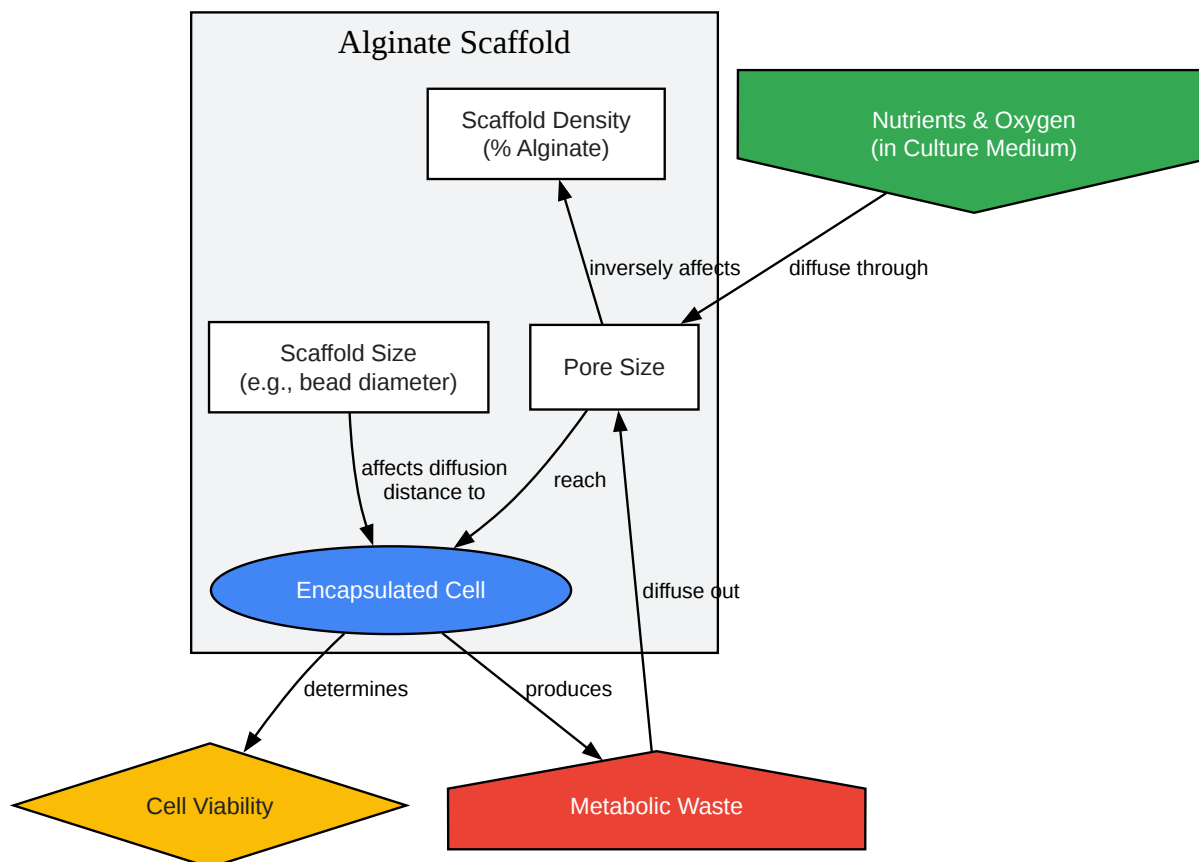 Alginate Scaffold
Scaffold Density
(% Alginate)
Nutrients & Oxygen
(in Culture Medium)
inversely affects
diffuse through
Scaffold Size
(e.g., bead diameter)
Pore Size
affects diffusion
distance to
reach
Encapsulated Cell
diffuse out
determines
produces
Cell Viability
Metabolic Waste